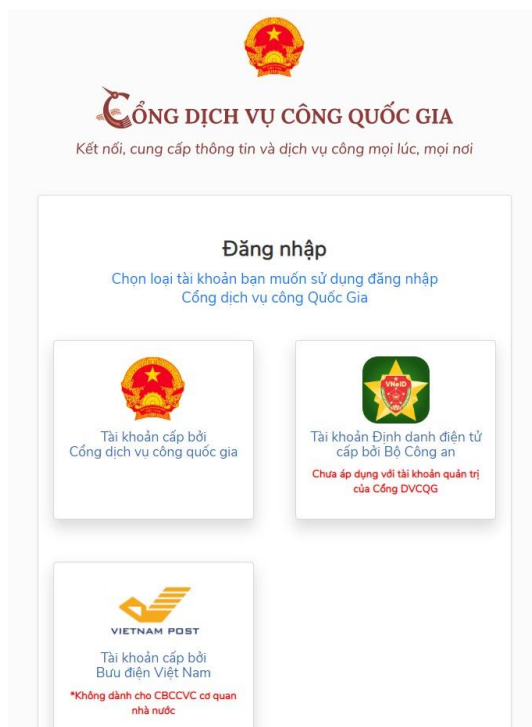 CỔNG DỊCH VỤ CÔNG QUỐC GIA
Kết nối, cung cấp thông tin và dịch vụ công mọi lúc, mọi nơi
Đăng nhập
Chọn loại tài khoản bạn muốn sử dụng đăng nhập
Cổng dịch vụ công Quốc Gia
Tài khoản cấp bởi
Cổng dịch vụ công quốc gia
VNeID
Tài khoản Định danh điện tử
cấp bởi Bộ Công an
Chưa áp dụng với tài khoản quản trị
của Cổng DVCQG
VIETNAM POST
Tài khoản cấp bởi
Bưu điện Việt Nam
*Không dành cho CBCCVC cơ quan
nhà nước